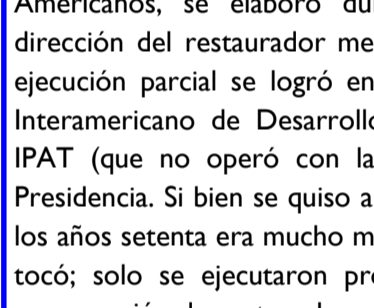 Americanos, se elaboró du
dirección del restaurador me
ejecución parcial se logró en
Interamericano de Desarrollo
IPAT (que no operó con la
Presidencia. Si bien se quiso a
los años setenta era mucho m
tocó; solo se ejecutaron pro